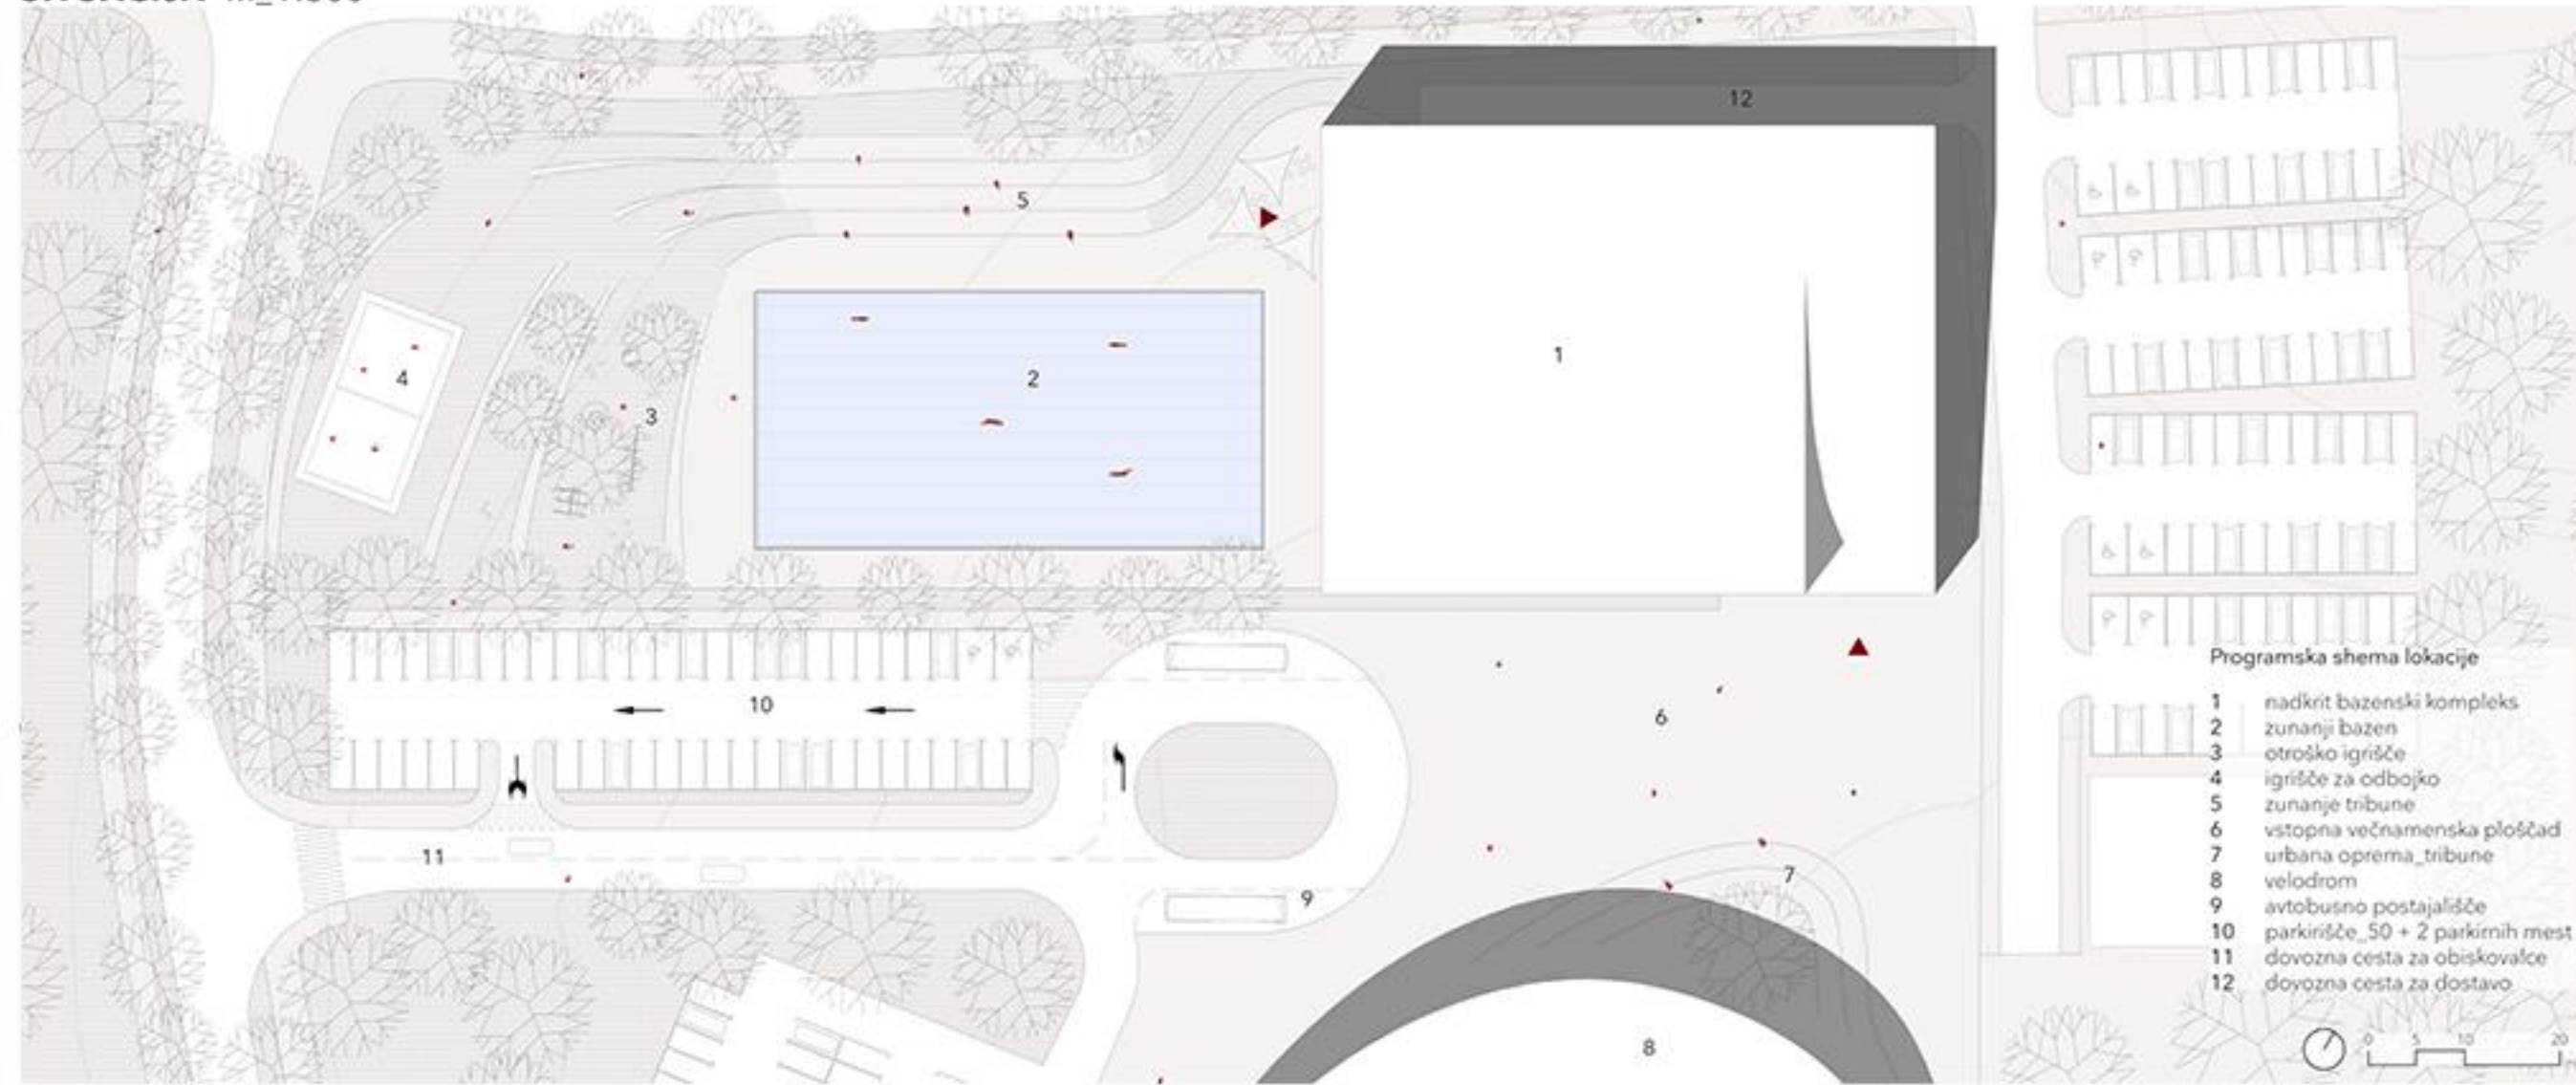 12
5
1
2
4
3
6
10
11
7
9
8
Programska shema lokacije
1 nadkrit bazenski kompleks
2 zunanji bazen
3 otroško igrišče
4 igrišče za odbojko
5 zunanje tribune
6 vstopna večnamenska ploščad
7 urbana oprema_tribune
8 velodrom
9 avtobusno postajališče
10 parkirišče_50 + 2 parkirnih mest
11 dovozna cesta za obiskovalce
12 dovozna cesta za dostavo
0 5 10 20